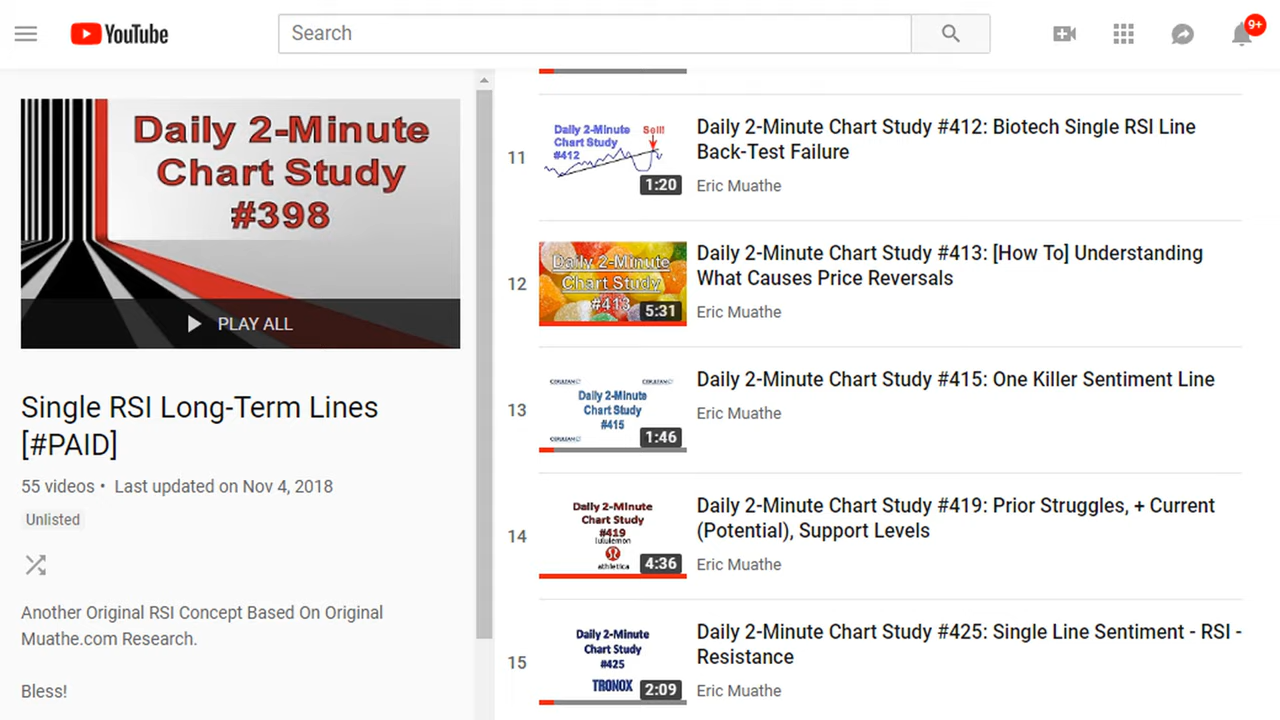 YouTube
Search
9+
Daily 2-Minute
Chart Study
#398
PLAY ALL
Single RSI Long-Term Lines
[#PAID]
55 videos • Last updated on Nov 4, 2018
Unlisted
Another Original RSI Concept Based On Original
Muathe.com Research.
Bless!
11
Daily 2-Minute
Chart Study
#412
Sell!
1:20
Daily 2-Minute Chart Study #412: Biotech Single RSI Line
Back-Test Failure
Eric Muathe
12
Daily 2-Minute
Chart Study
#413
5:31
Daily 2-Minute Chart Study #413: [How To] Understanding
What Causes Price Reversals
Eric Muathe
13
Daily 2-Minute
Chart Study
#415
1:46
Daily 2-Minute Chart Study #415: One Killer Sentiment Line
Eric Muathe
14
Daily 2-Minute
Chart Study
#419
lululemon
athletica
4:36
Daily 2-Minute Chart Study #419: Prior Struggles, + Current
(Potential), Support Levels
Eric Muathe
15
Daily 2-Minute
Chart Study
#425
TRONOX
2:09
Daily 2-Minute Chart Study #425: Single Line Sentiment - RSI -
Resistance
Eric Muathe